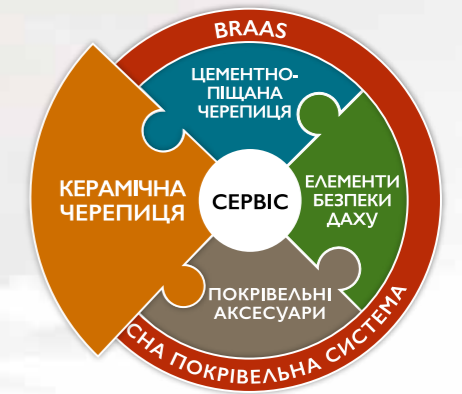 BRAAS
ЦЕМЕНТНО-
ПІЩАНА
ЧЕРЕПИЦЯ
КЕРАМІЧНА
ЧЕРЕПИЦЯ
СЕРВІС
ЕЛЕМЕНТИ
БЕЗПЕКИ
ДАХУ
ПОКРІВЕЛЬНІ
АКСЕСУАРИ
СНА ПОКРІВЕЛЬНА СИСТЕМА